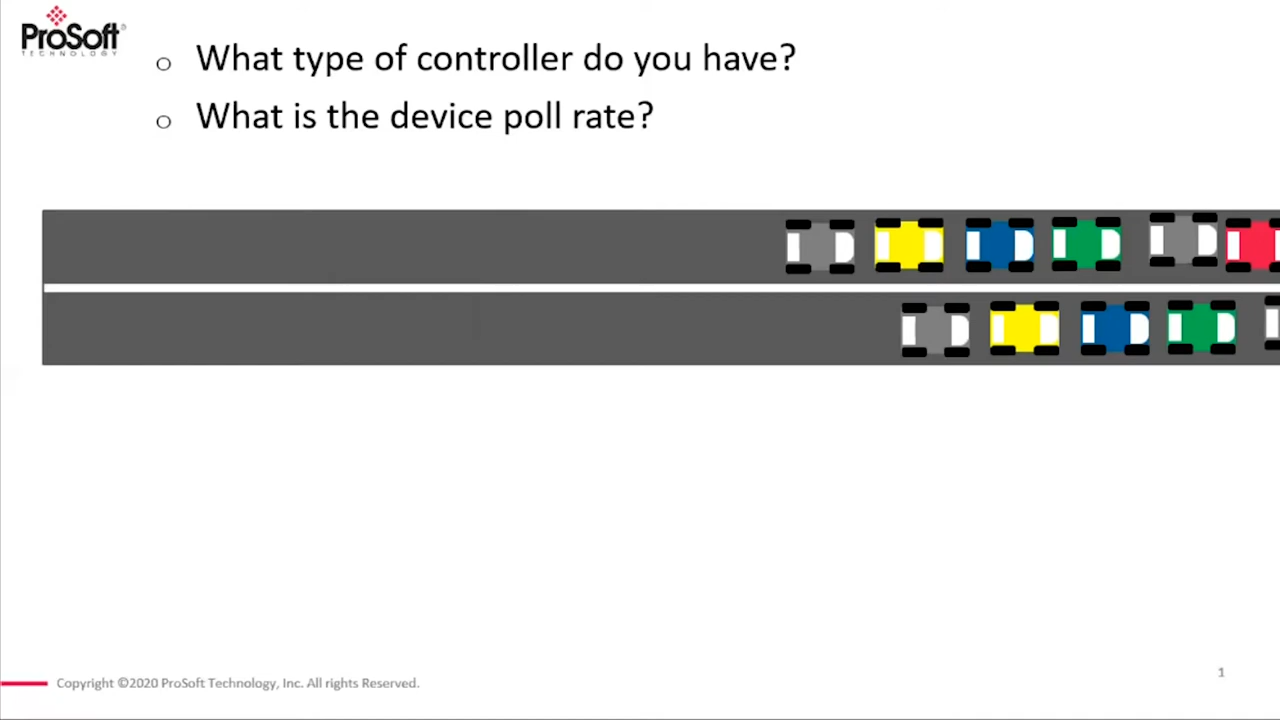 ProSoft®
TECHNOLOGY
o What type of controller do you have?
o What is the device poll rate?
Copyright ©2020 ProSoft Technology, Inc. All rights Reserved.
1